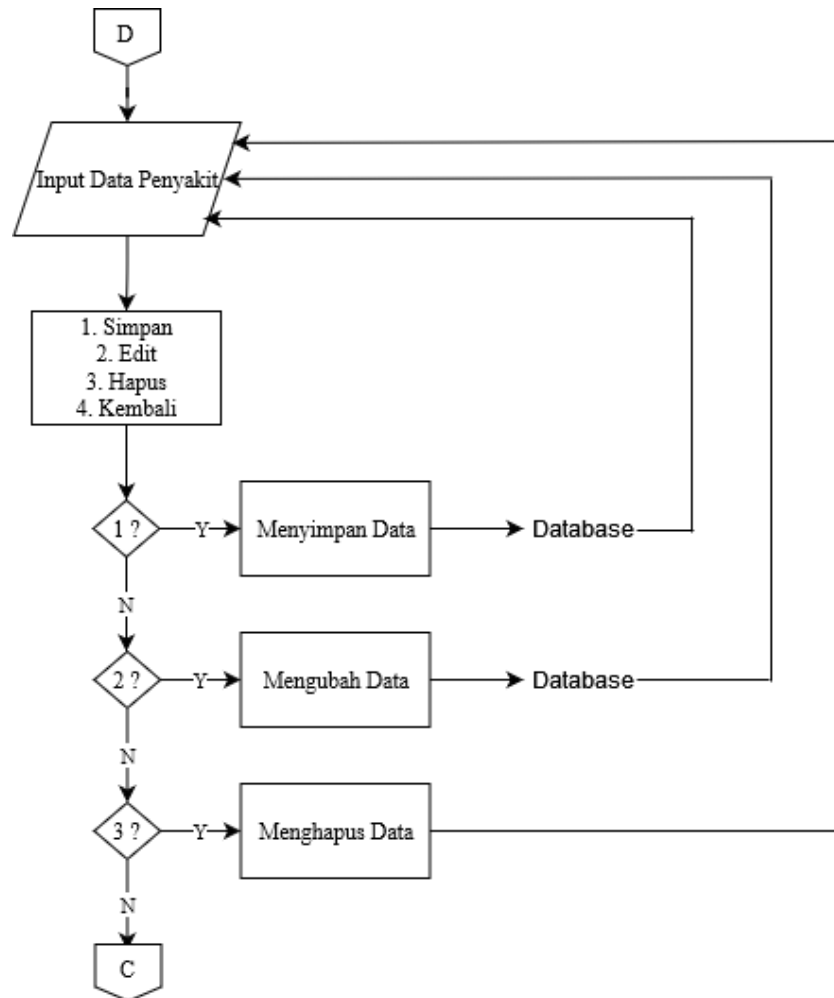 D
Input Data Penyakit
1. Simpan
2. Edit
3. Hapus
4. Kembali
1 ?
Y
Menyimpan Data
Database
N
2 ?
Y
Mengubah Data
Database
N
3 ?
Y
Menghapus Data
N
C